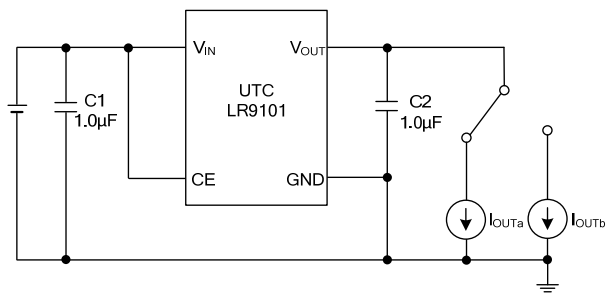 VIN
VOUT
UTC
LR9101
C1
1.0µF
C2
1.0µF
CE
GND
IOUTa
IOUTb